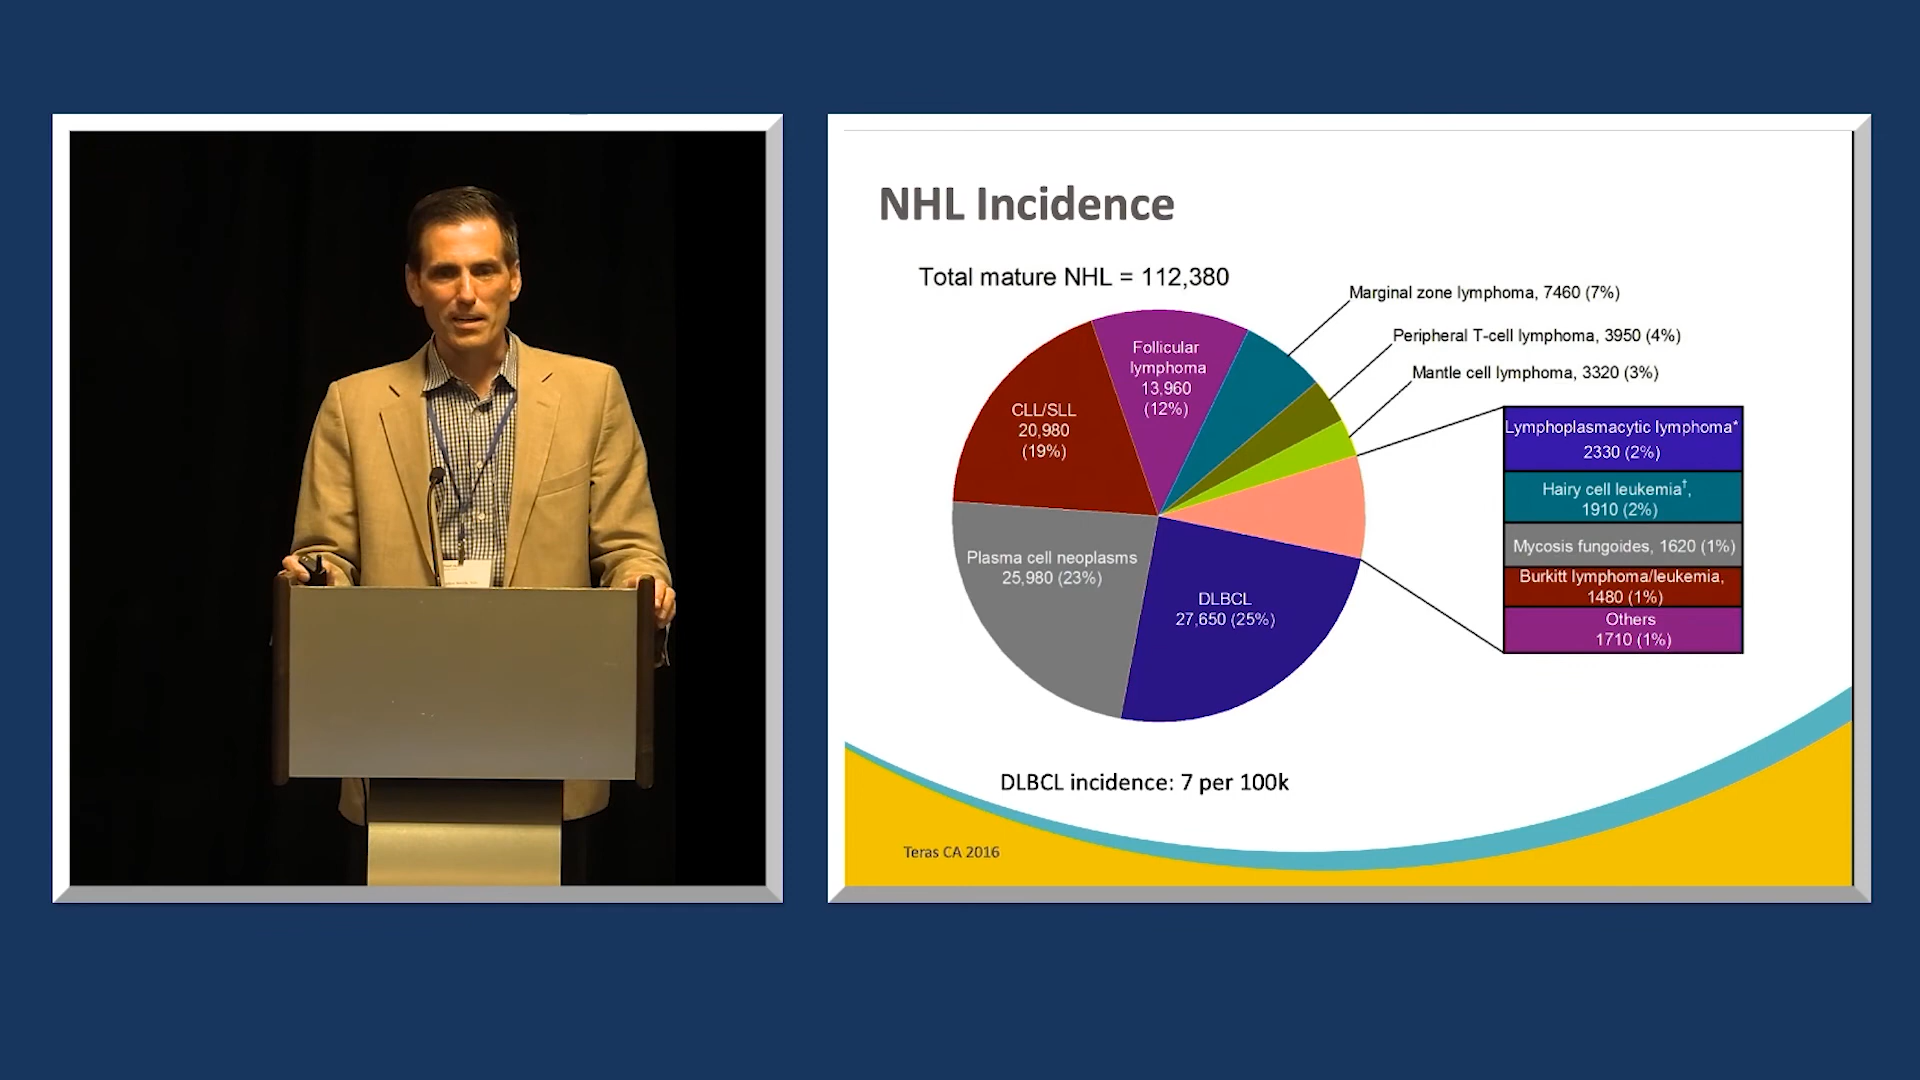 NHL Incidence
Total mature NHL = 112,380
Marginal zone lymphoma, 7460 (7%)
Peripheral T-cell lymphoma, 3950 (4%)
Mantle cell lymphoma, 3320 (3%)
Follicular
lymphoma
13,960
(12%)
CLL/SLL
20,980
(19%)
Plasma cell neoplasms
25,980 (23%)
DLBCL
27,650 (25%)
Lymphoplasmacytic lymphoma*
2330 (2%)
Hairy cell leukemia†,
1910 (2%)
Mycosis fungoides, 1620 (1%)
Burkitt lymphoma/leukemia,
1480 (1%)
Others
1710 (1%)
DLBCL incidence: 7 per 100k
Teras CA 2016